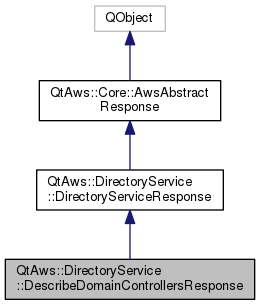 QObject
QtAws::Core::AwsAbstract
Response
QtAws::DirectoryService
::DirectoryServiceResponse
QtAws::DirectoryService
::DescribeDomainControllersResponse